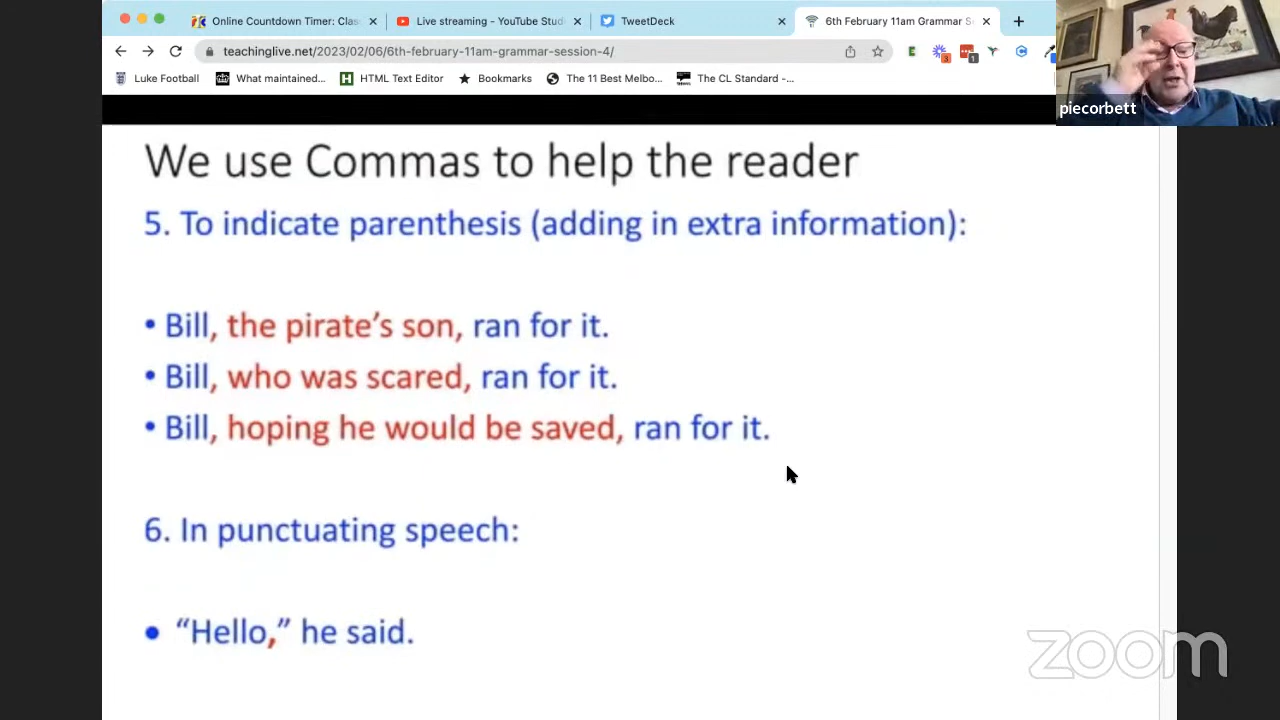 Online Countdown Timer: Clas
Live streaming - YouTube Stud
TweetDeck
6th February 11am Grammar S
teachinglive.net/2023/02/06/6th-february-11am-grammar-session-4/
3
1
Luke Football
What maintained...
HTML Text Editor
Bookmarks
The 11 Best Melbo...
The CL Standard -...
piecorbett
We use Commas to help the reader
5. To indicate parenthesis (adding in extra information):
• Bill, the pirate’s son, ran for it.
• Bill, who was scared, ran for it.
• Bill, hoping he would be saved, ran for it.
6. In punctuating speech:
• “Hello,” he said.
zoom